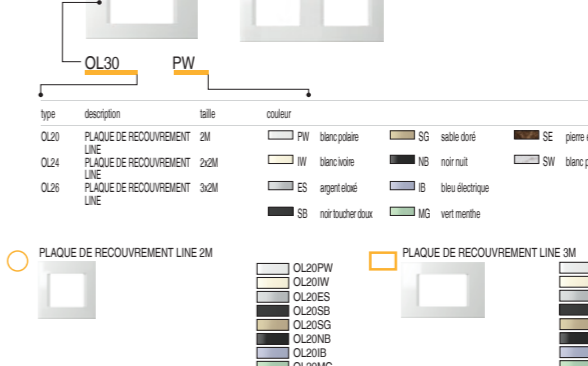 OL30 PW
type description taille couleur
OL20 PLAQUE DE RECOUVREMENT 2M PW blanc polaire SG sable doré SE pierre
LINE
OL24 PLAQUE DE RECOUVREMENT 2x2M IW blanc ivoire NB noir nuit SW blanc
LINE
OL26 PLAQUE DE RECOUVREMENT 3x2M ES argent eloxé IB bleu électrique
LINE
SB noir toucher doux MG vert menthe
PLAQUE DE RECOUVREMENT LINE 2M PLAQUE DE RECOUVREMENT LINE 3M
OL20PW
OL20IW
OL20ES
OL20SB
OL20SG
OL20NB
OL20IB
OL20MG